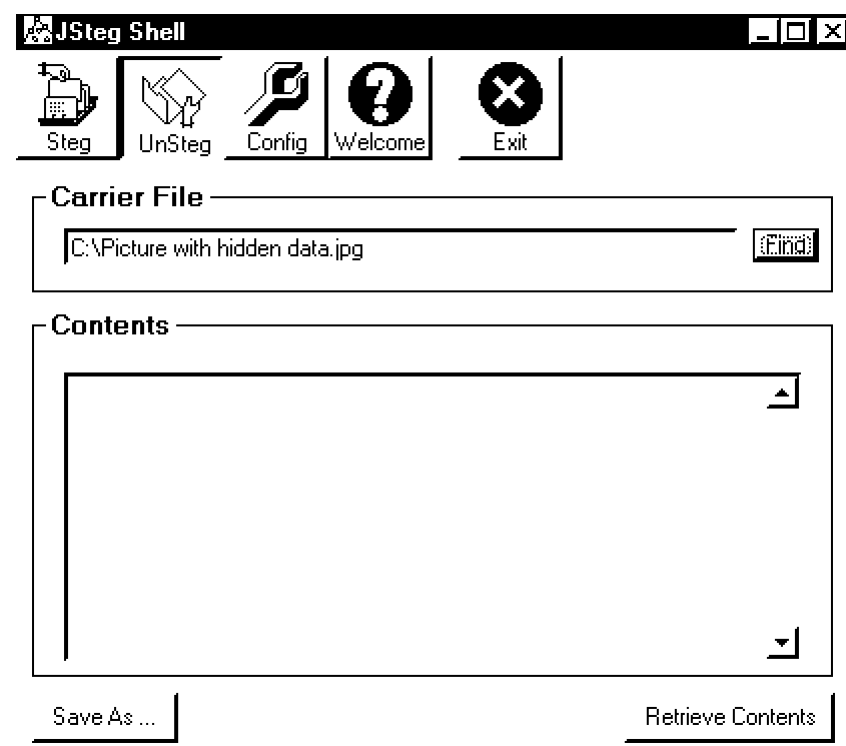 JSteg Shell
Steg UnSteg Config Welcome Exit
Carrier File
C:\Picture with hidden data.jpg Find
Contents
Save As ... Retrieve Contents